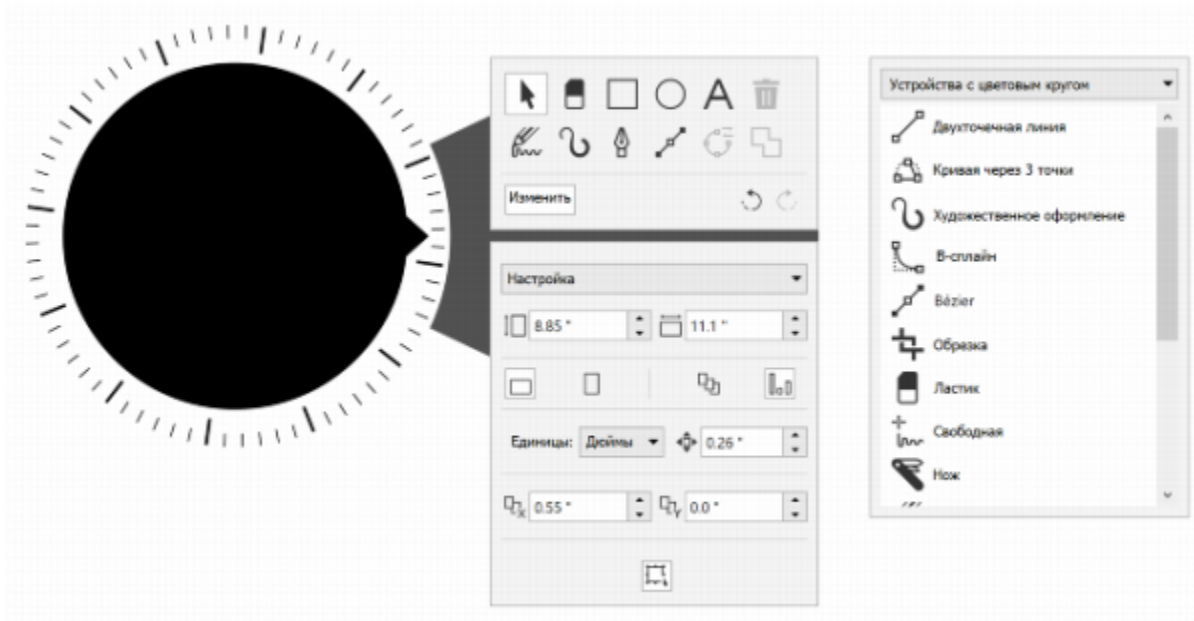 A
Изменить
Настройка
8.85 "
11.1 "
Единицы:
Дюймы
0.26 "
X
0.55 "
Y
0.0 "
Устройства с цветовым кругом
Двухточечная линия
Кривая через 3 точки
Художественное оформление
В-сплайн
Bézier
Обрезка
Ластик
Свободная
Нож